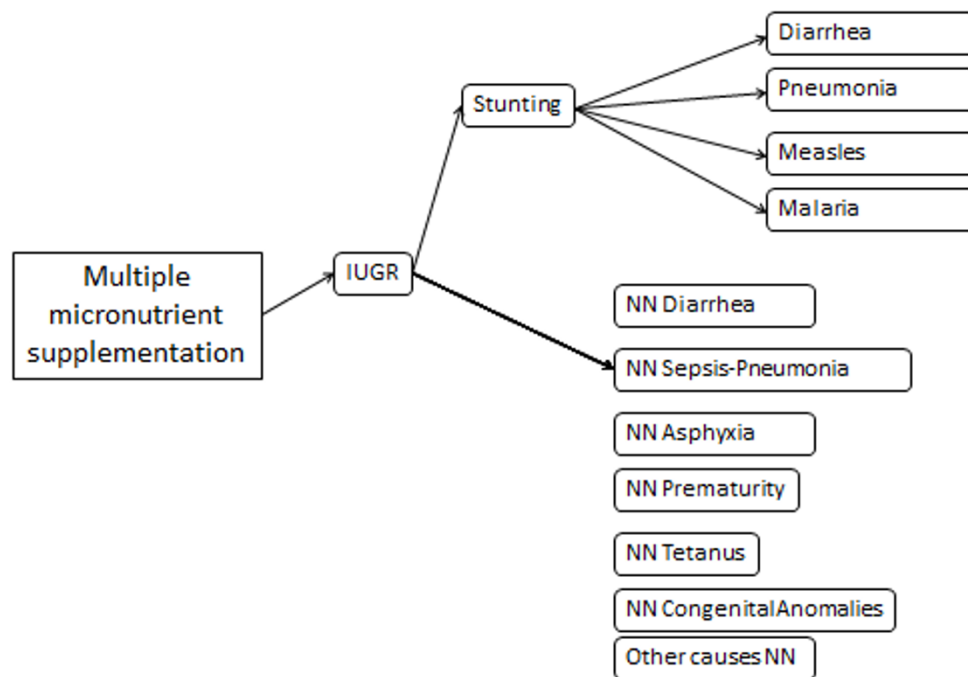 Diarrhea
Stunting
Pneumonia
Measles
Malaria
Multiple
micronutrient
supplementation
IUGR
NN Diarrhea
NN Sepsis-Pneumonia
NN Asphyxia
NN Prematurity
NN Tetanus
NN Congenital Anomalies
Other causes NN